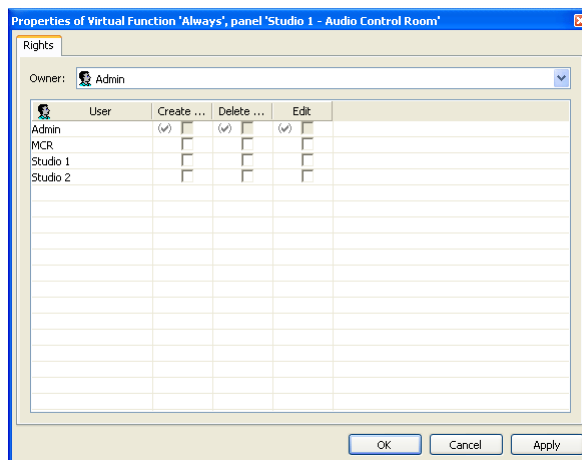 Properties of Virtual Function 'Always', panel 'Studio 1 - Audio Control Room'
Rights
Owner: Admin
User Create ... Delete ... Edit
Admin
MCR
Studio 1
Studio 2
OK Cancel Apply